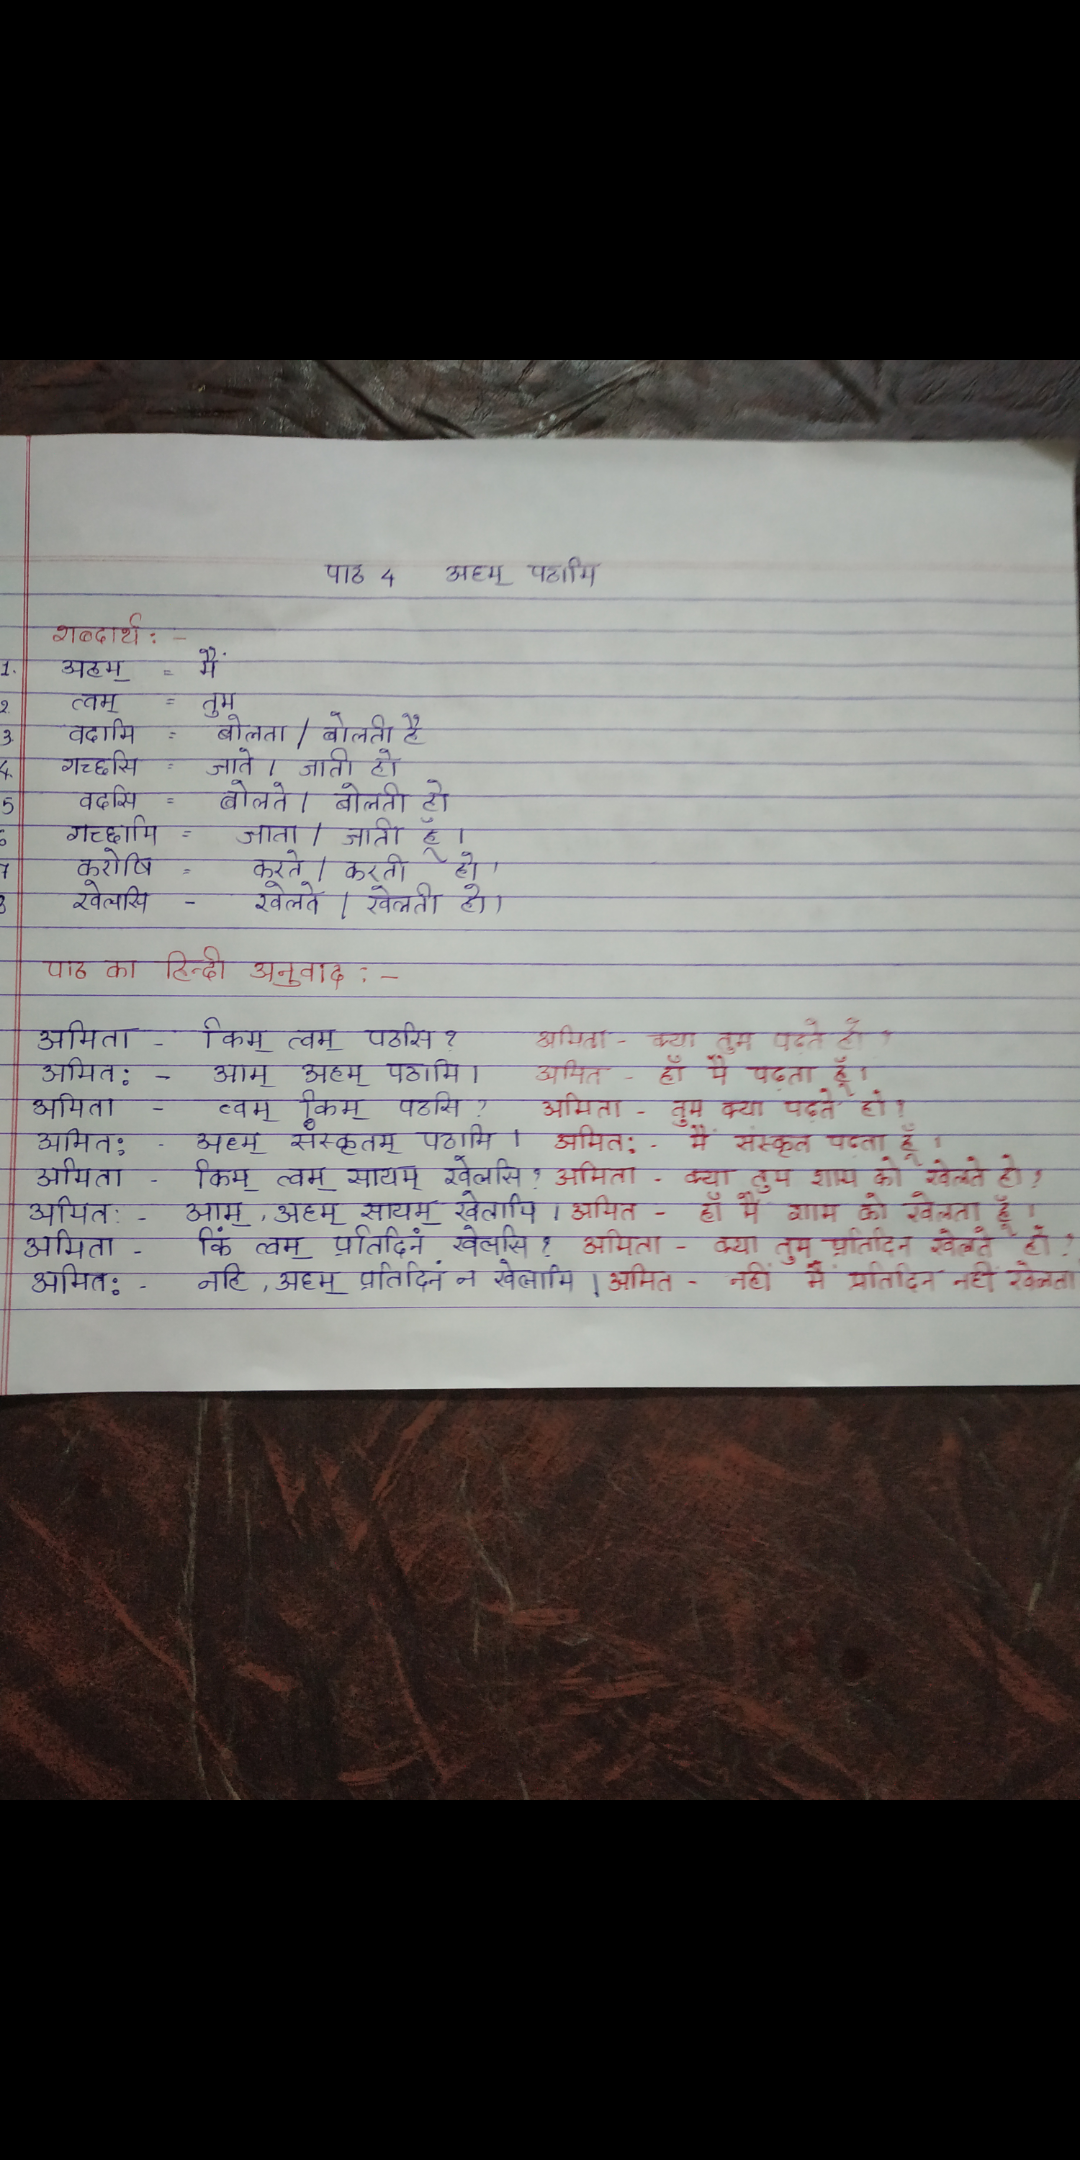 पाठ 4 अहम् पठामि
शब्दार्थ : -
1. अहम् = मैं
2. त्वम् = तुम
3. वदामि = बोलता / बोलती है
4. गच्छसि = जाते / जाती हो
5 वदसि = बोलते / बोलती हो
6 गच्छामि = जाता / जाती हूँ ।
7 करोषि = करते / करती हो ।
8 खेलसि - खेलते / खेलती हो ।
पाठ का हिन्दी अनुवाद : -
अमिता - किम् त्वम् पठसि ? अमिता - क्या तुम पढ़ते हो ?
अमितः - आम् अहम् पठामि । अमित - हाँ मैं पढ़ता हूँ ।
अमिता - त्वम् किम् पठसि ? अमिता - तुम क्या पढ़ते हो ?
अमितः - अहम् संस्कृतम् पठामि । अमितः - मैं संस्कृत पढ़ता हूँ ।
अमिता - किम् त्वम् सायम् खेलसि ? अमिता - क्या तुम शाम को खेलते हो ?
अमितः - आम् , अहम् सायम् खेलामि । अमित - हाँ मैं शाम को खेलता हूँ ।
अमिता - किं त्वम् प्रतिदिनं खेलसि ? अमिता - क्या तुम प्रतिदिन खेलते हो ?
अमितः - नहि , अहम् प्रतिदिनं न खेलामि । अमित - नहीं मैं प्रतिदिन नहीं खेलता